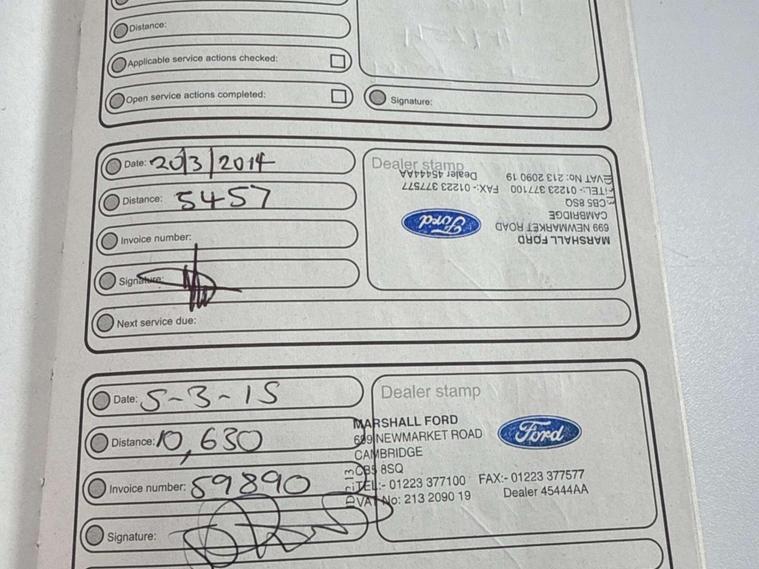 Distance:
Applicable service actions checked:
Open service actions completed:
Signature:
Date: 20/3/2014
Distance: 5457
Invoice number:
Signature:
Next service due:
Dealer stamp
MARSHALL FORD
699 NEWMARKET ROAD
CAMBRIDGE
CB5 8SQ
TEL:- 01223 377100 FAX:- 01223 377577
VAT No: 213 2090 19 Dealer 45444AA
Ford
Date: 5-3-15
Distance: 10,630
Invoice number: 59890
Signature:
Dealer stamp
MARSHALL FORD
699 NEWMARKET ROAD
CAMBRIDGE
CB5 8SQ
TEL:- 01223 377100 FAX:- 01223 377577
VAT No: 213 2090 19 Dealer 45444AA
Ford